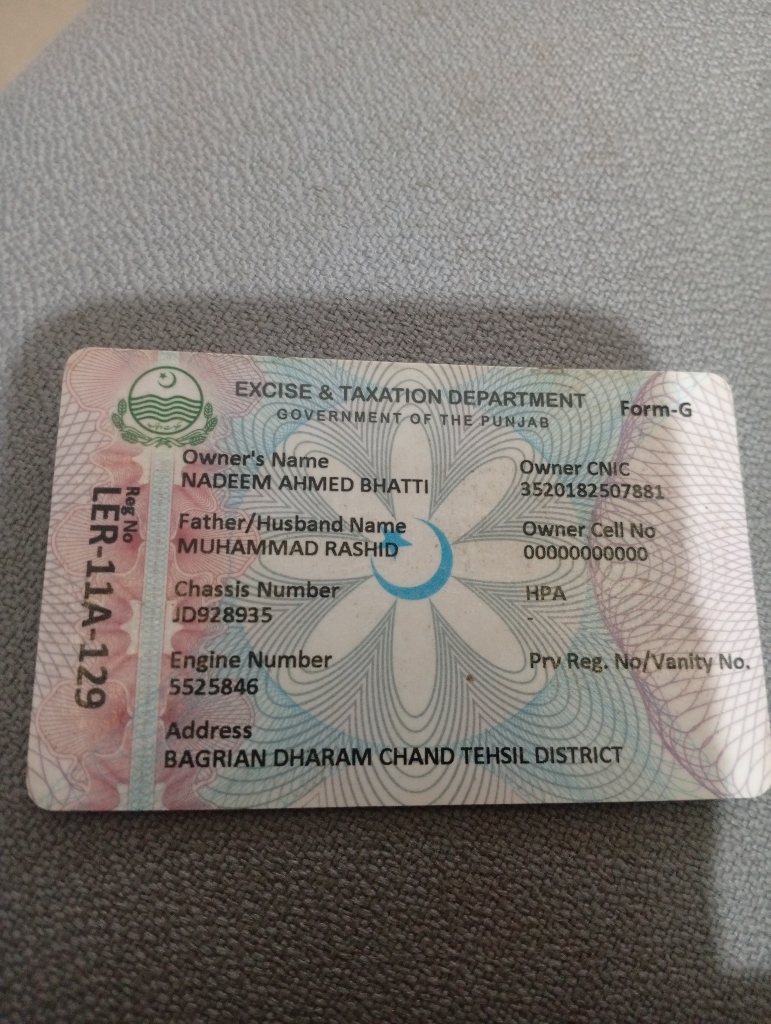 EXCISE & TAXATION DEPARTMENT
GOVERNMENT OF THE PUNJAB
Form-G
Reg No
LER-11A-129
Owner's Name
NADEEM AHMED BHATTI
Owner CNIC
3520182507881
Father/Husband Name
MUHAMMAD RASHID
Owner Cell No
00000000000
Chassis Number
JD928935
HPA
-
Engine Number
5525846
Prv Reg. No/Vanity No.
Address
BAGRIAN DHARAM CHAND TEHSIL DISTRICT